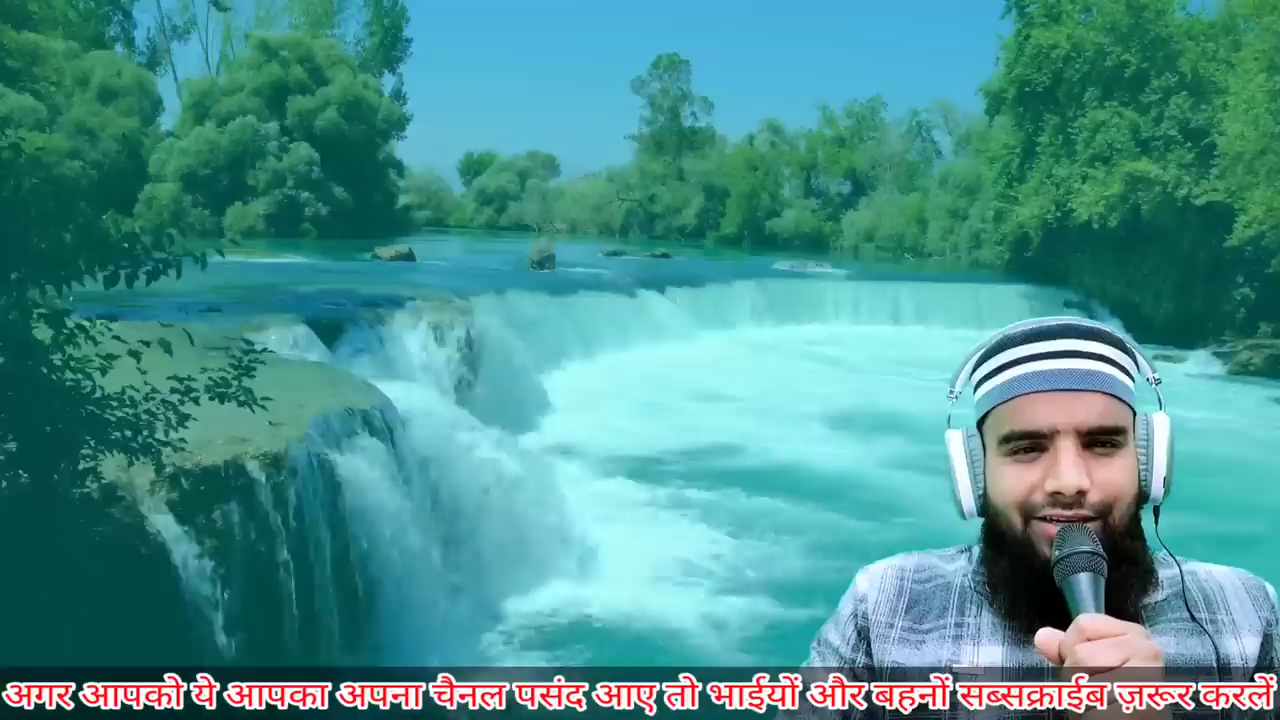 अगर आपको ये आपका अपना चैनल पसंद आए तो भाईयों और बहनों सब्सक्राईब ज़रूर करलें